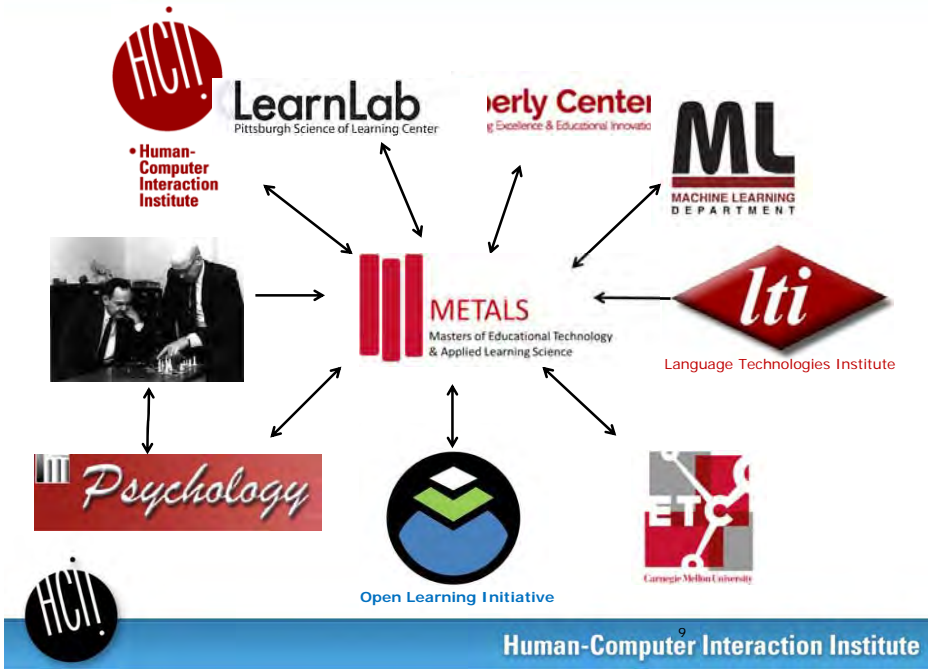 HCII
LearnLab
Pittsburgh Science of Learning Center
erly Center
g Excellence & Educational Innovatio
ML
MACHINE LEARNING
DEPARTMENT
• Human-
Computer
Interaction
Institute
METALS
Masters of Educational Technology
& Applied Learning Science
lti
Language Technologies Institute
Psychology
ETC
Carnegie Mellon University
Open Learning Initiative
HCII
9
Human-Computer Interaction Institute